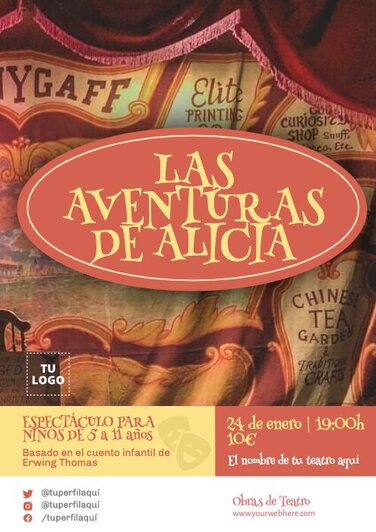 NYGAFF
Elite
PRINTING
CURIOSITY
SHOP Snuff,
Etc.
LAS
AVENTURAS
DE ALICIA
CHINESE
TEA
GARDEN
&
TRADITIONAL
CRAFTS
TU
LOGO
ESPECTÁCULO PARA
NIÑOS DE 5 a 11 años
Basado en el cuento infantil de
Erwing Thomas
24 de enero | 19:00h
10€
El nombre de tu teatro aquí
@tuperfilaquí
@tuperfilaquí
/tuperfilaquí
Obras de Teatro
www.yourwebhere.com